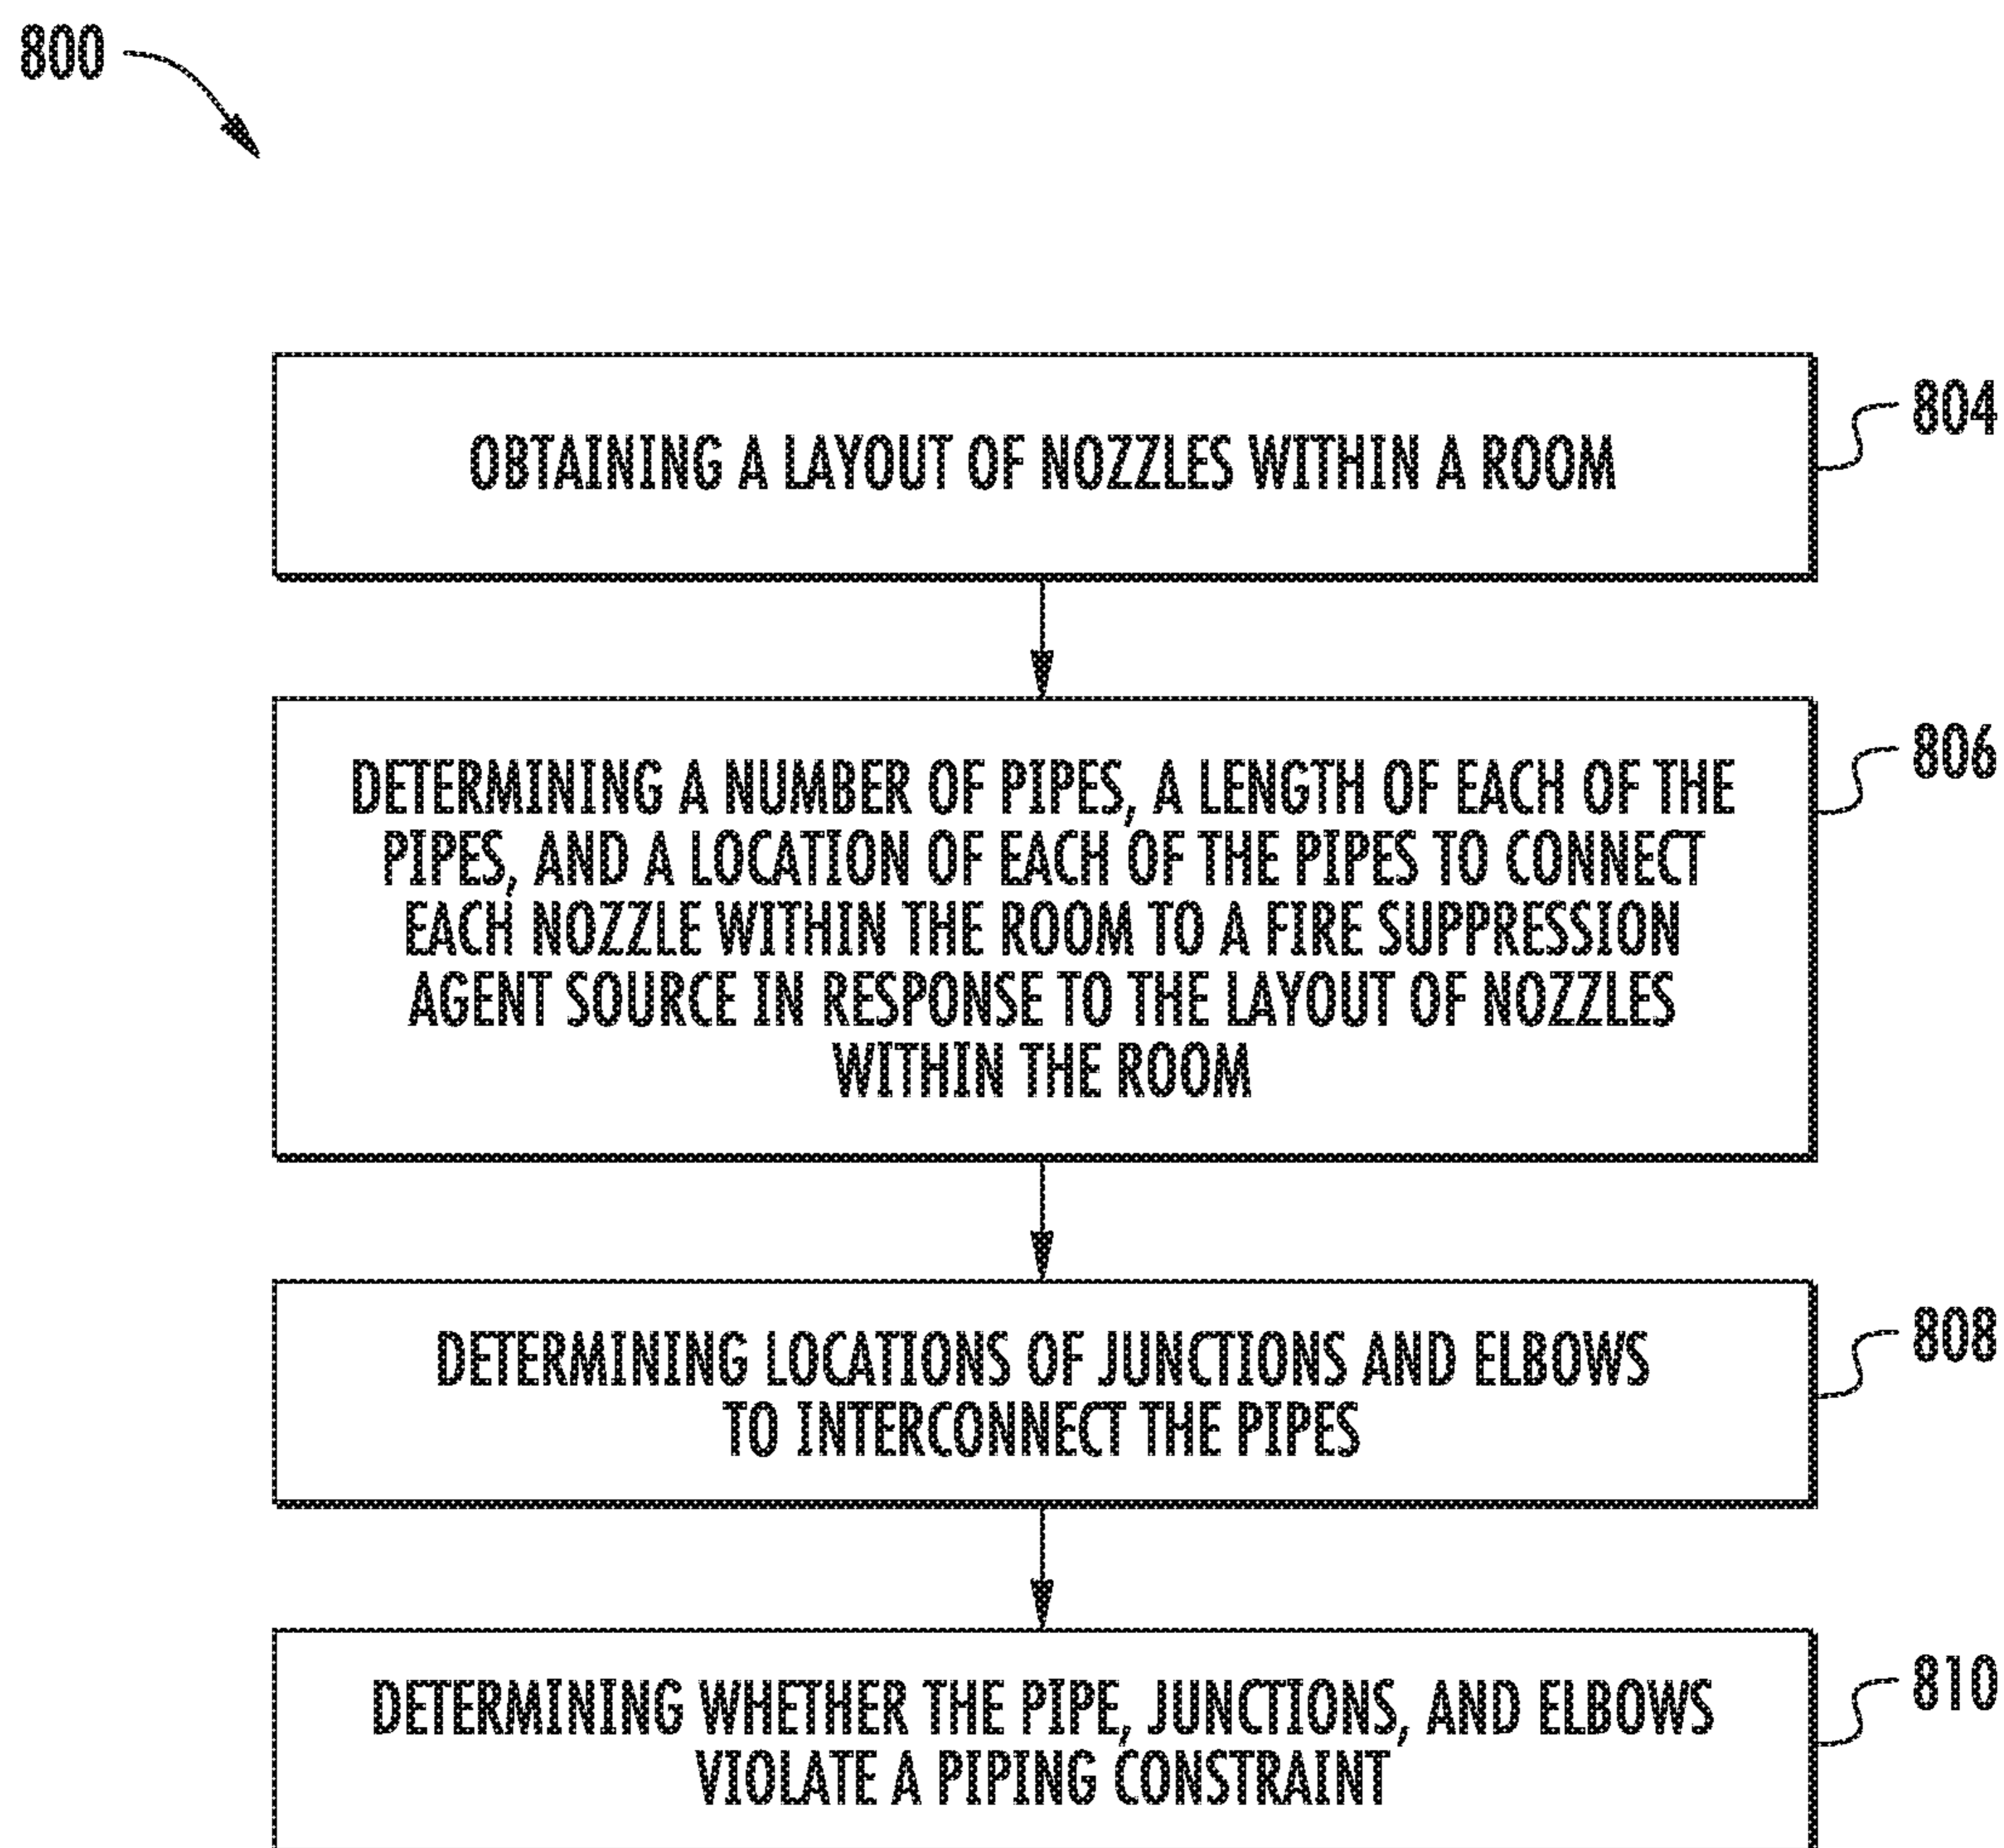 800
OBTAINING A LAYOUT OF NOZZLES WITHIN A ROOM
804
DETERMINING A NUMBER OF PIPES, A LENGTH OF EACH OF THE
PIPES, AND A LOCATION OF EACH OF THE PIPES TO CONNECT
EACH NOZZLE WITHIN THE ROOM TO A FIRE SUPPRESSION
AGENT SOURCE IN RESPONSE TO THE LAYOUT OF NOZZLES
WITHIN THE ROOM
806
DETERMINING LOCATIONS OF JUNCTIONS AND ELBOWS
TO INTERCONNECT THE PIPES
808
DETERMINING WHETHER THE PIPE, JUNCTIONS, AND ELBOWS
VIOLATE A PIPING CONSTRAINT
810